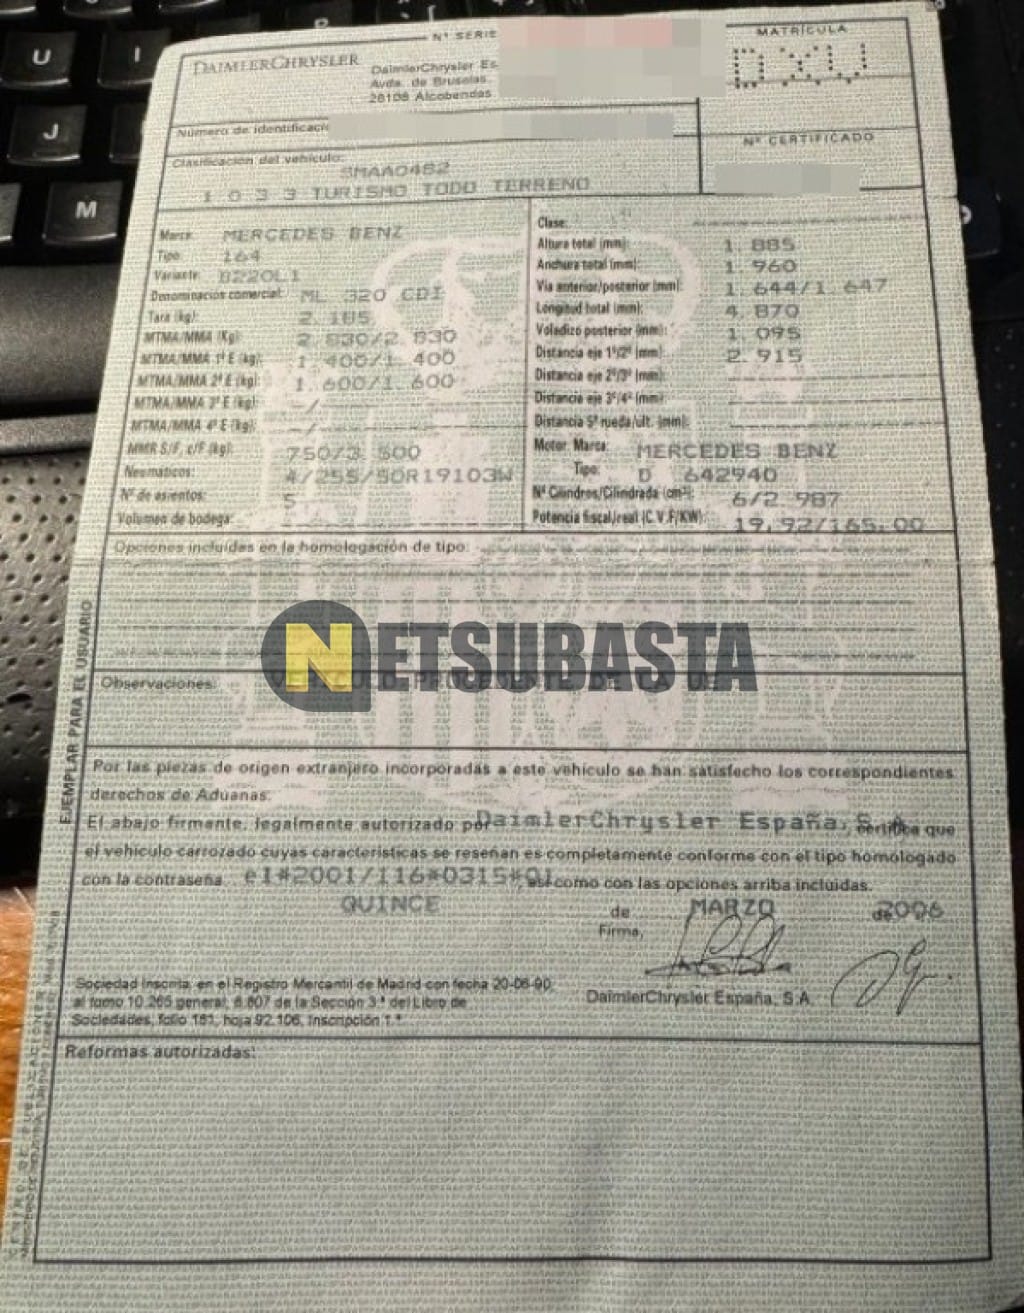 U I P
J
M
Nº SERIE
DAIMLERCHRYSLER
DaimlerChrysler Es
Avda. de Bruselas
28108 Alcobendas
MATRÍCULA
DXU
Número de identificaci
Nº CERTIFICADO
Clasificación del vehículo:
SMAA0482
1033 TURISMO TODO TERRENO
Marca: MERCEDES BENZ
Tipo: 164
Variante: B220L1
Denominación comercial: ML 320 CDI
Tara (kg): 2.185
MTMA/MMA (Kg): 2.830/2.830
MTMA/MMA 1º E (kg): 1.400/1.400
MTMA/MMA 2º E (kg): 1.600/1.600
MTMA/MMA 3º E (kg): -/-
MTMA/MMA 4º E (kg): -/-
MMR S/F, c/F (kg): 750/3.500
Neumáticos: 4/255/50R19103W
Nº de asientos: 5
Volumen de bodega:
Clase:
Altura total (mm): 1.885
Anchura total (mm): 1.960
Vía anterior/posterior (mm): 1.644/1.647
Longitud total (mm): 4.870
Voladizo posterior (mm): 1.095
Distancia eje 1º/2º (mm): 2.915
Distancia eje 2º/3º (mm):
Distancia eje 3º/4º (mm):
Distancia 5ª rueda/ult. (mm):
Motor: Marca: MERCEDES BENZ
Tipo: D 642940
Nº Cilindros/Cilindrada (cm³): 6/2.987
Potencia fiscal/real (C.V.F/KW): 19,92/165,00
Opciones incluidas en la homologación de tipo:
NETSUBASTA
Observaciones:
Por las piezas de origen extranjero incorporadas a este vehículo se han satisfecho los correspondientes
derechos de Aduanas.
El abajo firmante, legalmente autorizado por DaimlerChrysler España, S.A., certifica que
el vehículo carrozado cuyas características se reseñan es completamente conforme con el tipo homologado
con la contraseña e1*2001/116*0315*01, así como con las opciones arriba incluidas.
QUINCE de MARZO de 2006
Firma,
DaimlerChrysler España, S.A.
Sociedad Inscrita, en el Registro Mercantil de Madrid con fecha 20-06-90,
al tomo 10.265 general, 6.807 de la Sección 3.ª del Libro de
Sociedades, folio 181, hoja 92.106, Inscripción 1.ª
Reformas autorizadas:
EJEMPLAR PARA EL USUARIO